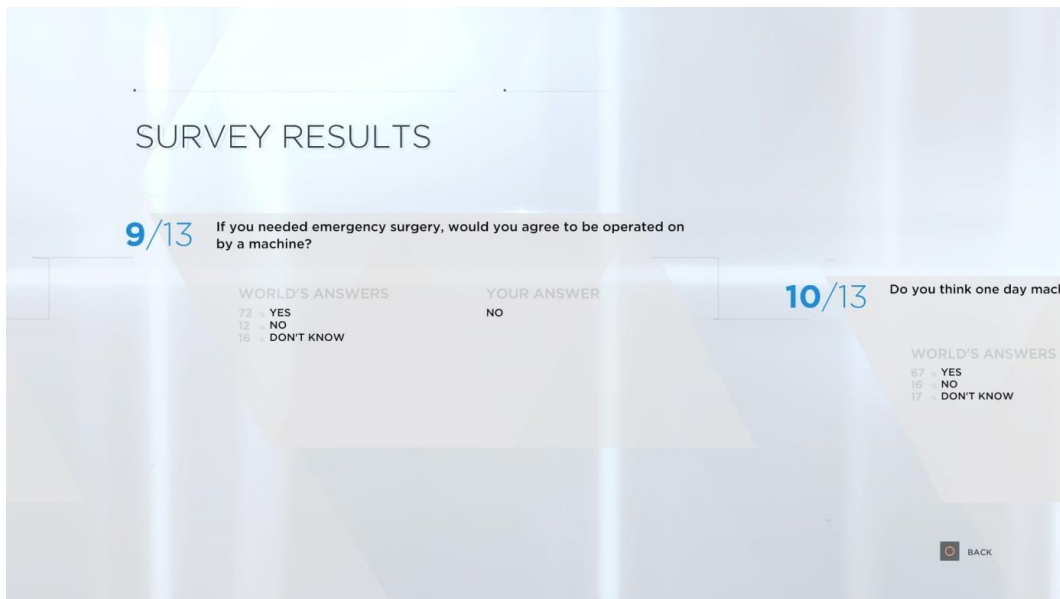 SURVEY RESULTS
9/13
If you needed emergency surgery, would you agree to be operated on
by a machine?
WORLD'S ANSWERS
72 % YES
12 % NO
16 % DON'T KNOW
YOUR ANSWER
NO
10/13
Do you think one day
WORLD'S ANSWERS
67 % YES
16 % NO
17 % DON'T KNOW
BACK